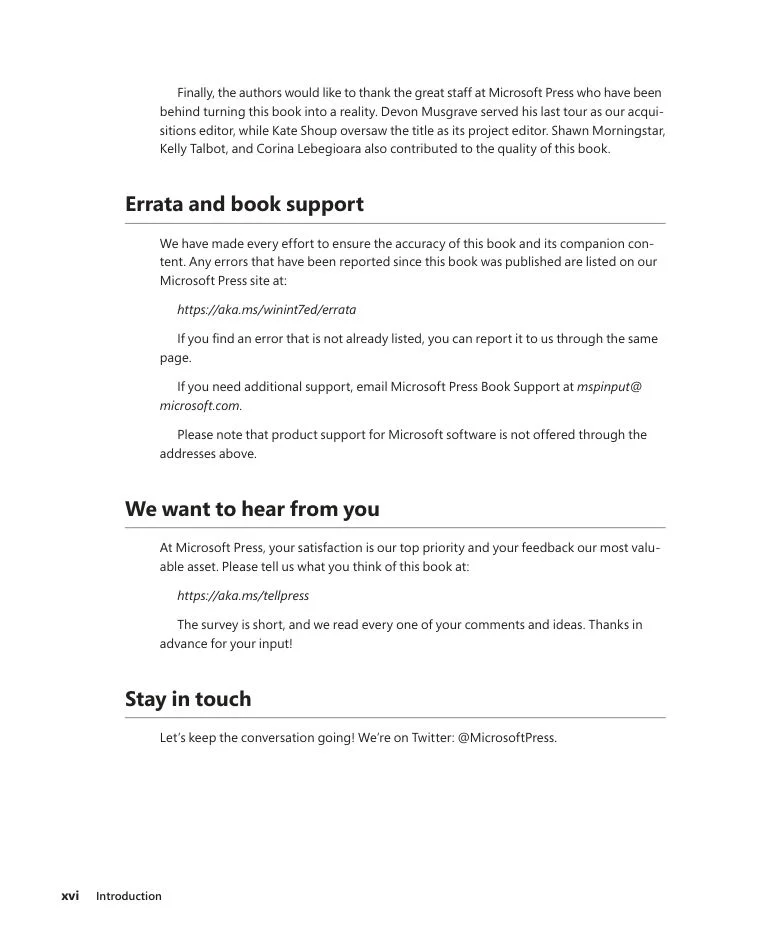 Finally, the authors would like to thank the great staff at Microsoft Press who have been
behind turning this book into a reality. Devon Musgrave served his last tour as our acqui-
sitions editor, while Kate Shoup oversaw the title as its project editor. Shawn Morningstar,
Kelly Talbot, and Corina Lebegioara also contributed to the quality of this book.
Errata and book support
We have made every effort to ensure the accuracy of this book and its companion con-
tent. Any errors that have been reported since this book was published are listed on our
Microsoft Press site at:
https://aka.ms/winint7ed/errata
If you find an error that is not already listed, you can report it to us through the same
page.
If you need additional support, email Microsoft Press Book Support at mspinput@
microsoft.com.
Please note that product support for Microsoft software is not offered through the
addresses above.
We want to hear from you
At Microsoft Press, your satisfaction is our top priority and your feedback our most valu-
able asset. Please tell us what you think of this book at:
https://aka.ms/tellpress
The survey is short, and we read every one of your comments and ideas. Thanks in
advance for your input!
Stay in touch
Let’s keep the conversation going! We’re on Twitter: @MicrosoftPress.
xvi Introduction